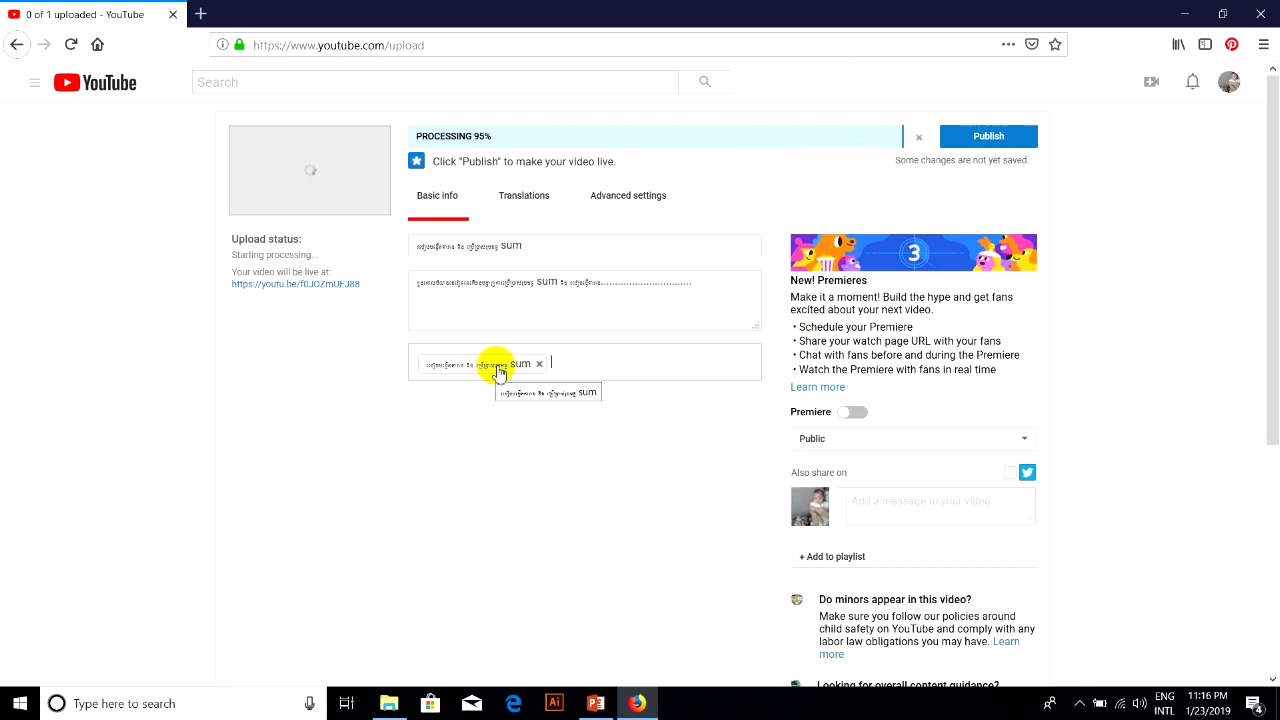 0 of 1 uploaded - YouTube
https://www.youtube.com/upload
YouTube
Search
PROCESSING 95%
Publish
Click "Publish" to make your video live.
Some changes are not yet saved.
Basic info
Translations
Advanced settings
Upload status:
Starting processing...
Your video will be live at:
https://youtu.be/f0JOZmUEJ88
sum
sum
sum
sum
3
New! Premieres
Make it a moment! Build the hype and get fans
excited about your next video.
• Schedule your Premiere
• Share your watch page URL with your fans
• Chat with fans before and during the Premiere
• Watch the Premiere with fans in real time
Learn more
Premiere
Public
Also share on
Add a message to your video
+ Add to playlist
Do minors appear in this video?
Make sure you follow our policies around
child safety on YouTube and comply with any
labor law obligations you may have. Learn
more
Looking for overall content guidance?
Type here to search
Ai
ENG
INTL
11:16 PM
1/23/2019
4